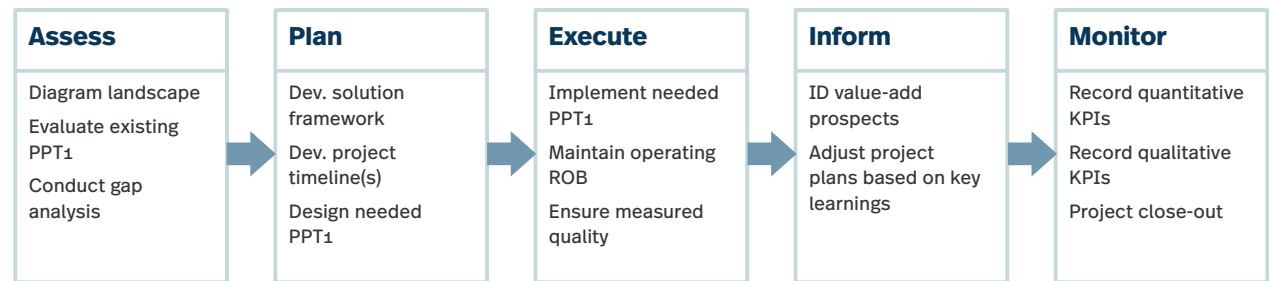 Assess
Diagram landscape
Evaluate existing
PPT1
Conduct gap
analysis
Plan
Dev. solution
framework
Dev. project
timeline(s)
Design needed
PPT1
Execute
Implement needed
PPT1
Maintain operating
ROB
Ensure measured
quality
Inform
ID value-add
prospects
Adjust project
plans based on key
learnings
Monitor
Record quantitative
KPIs
Record qualitative
KPIs
Project close-out